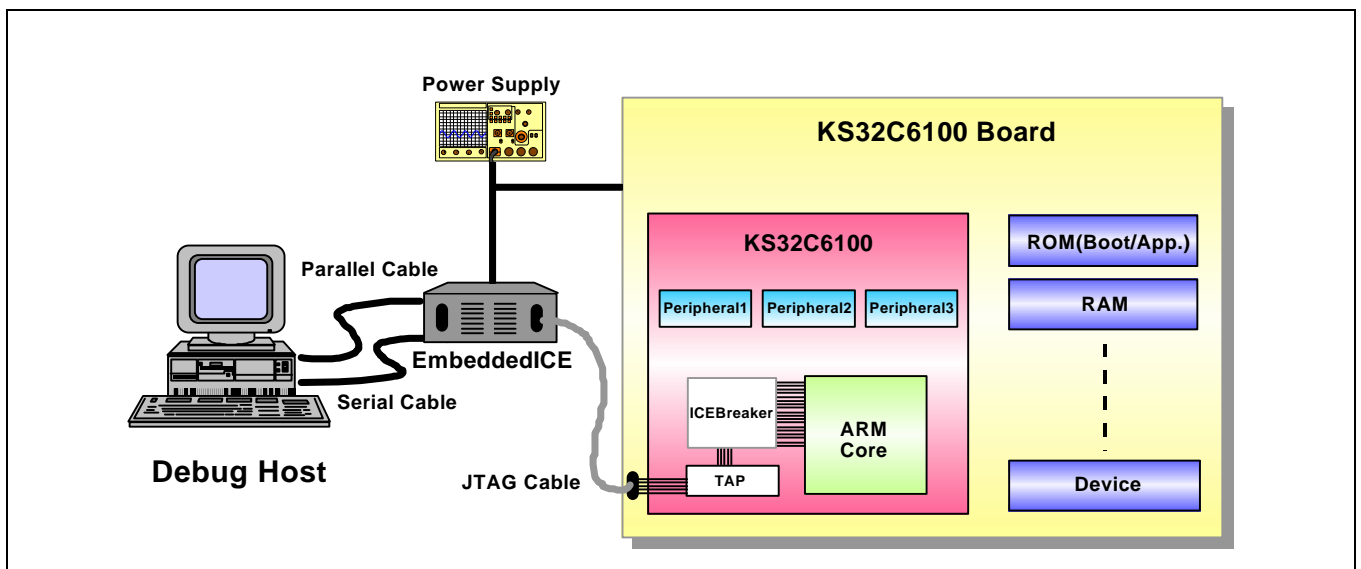 Power Supply
KS32C6100 Board
KS32C6100
ROM(Boot/App.)
Parallel Cable
RAM
Peripheral1
Peripheral2
Peripheral3
EmbeddedICE
Serial Cable
ICEBreaker
ARM
Core
Debug Host
JTAG Cable
TAP
Device